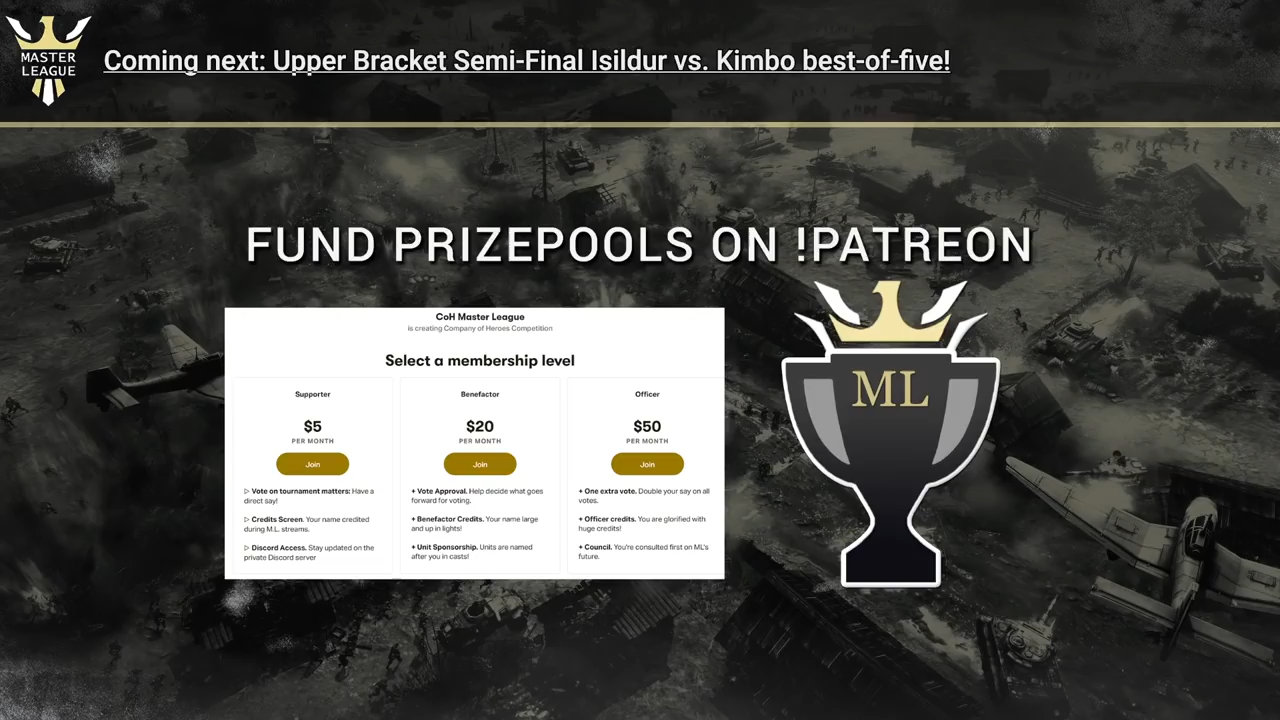 MASTER
LEAGUE
Coming next: Upper Bracket Semi-Final Isildur vs. Kimbo best-of-five!
FUND PRIZEPOOLS ON !PATREON
CoH Master League
is creating Company of Heroes Competition
Select a membership level
Supporter
$5
PER MONTH
Join
▷ Vote on tournament matters: Have a
direct say!
▷ Credits Screen. Your name credited
during M.L. streams.
▷ Discord Access. Stay updated on the
private Discord server
Benefactor
$20
PER MONTH
Join
+ Vote Approval. Help decide what goes
forward for voting.
+ Benefactor Credits. Your name large
and up in lights!
+ Unit Sponsorship. Units are named
after you in casts!
Officer
$50
PER MONTH
Join
+ One extra vote. Double your say on all
votes.
+ Officer credits. You are glorified with
huge credits!
+ Council. You're consulted first on ML's
future.
ML